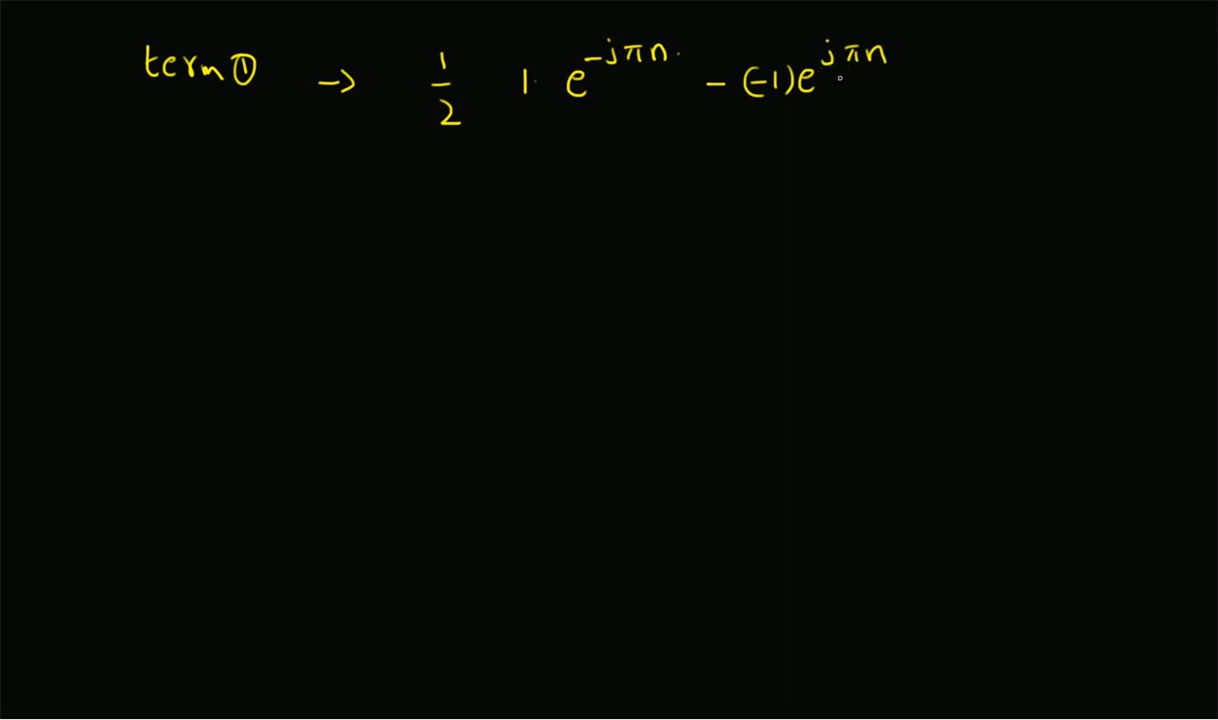 term① → 1/2 1· e^{-jπn}. - (-1)e^{jπn}